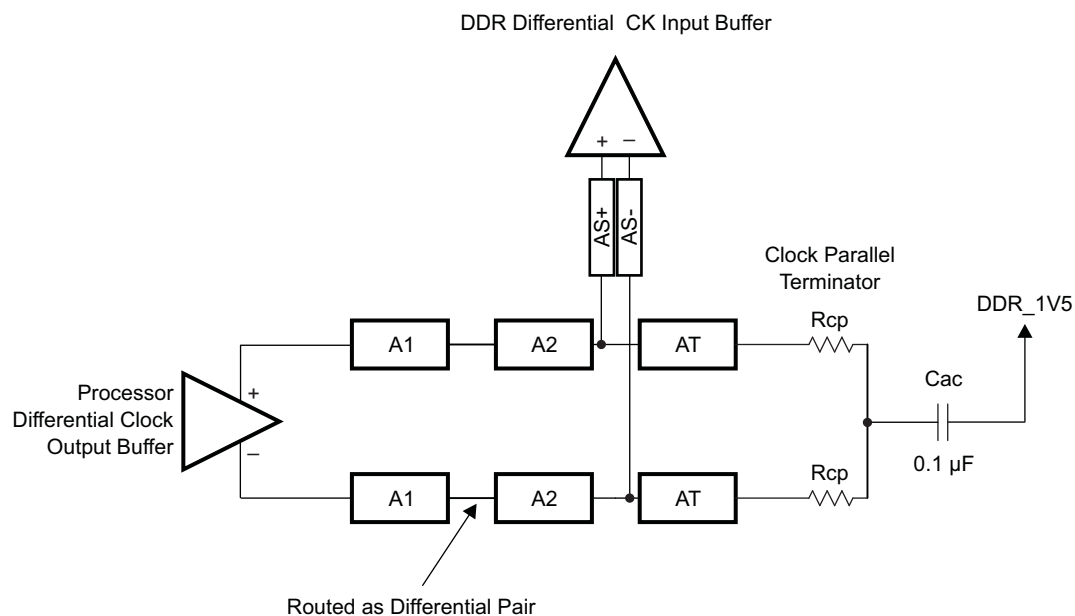 DDR Differential CK Input Buffer
+ −
AS+
AS-
Clock Parallel
Terminator
DDR_1V5
Rcp
A1
A2
AT
Processor
Differential Clock
Output Buffer
+
−
Cac
0.1 µF
Rcp
A1
A2
AT
Routed as Differential Pair